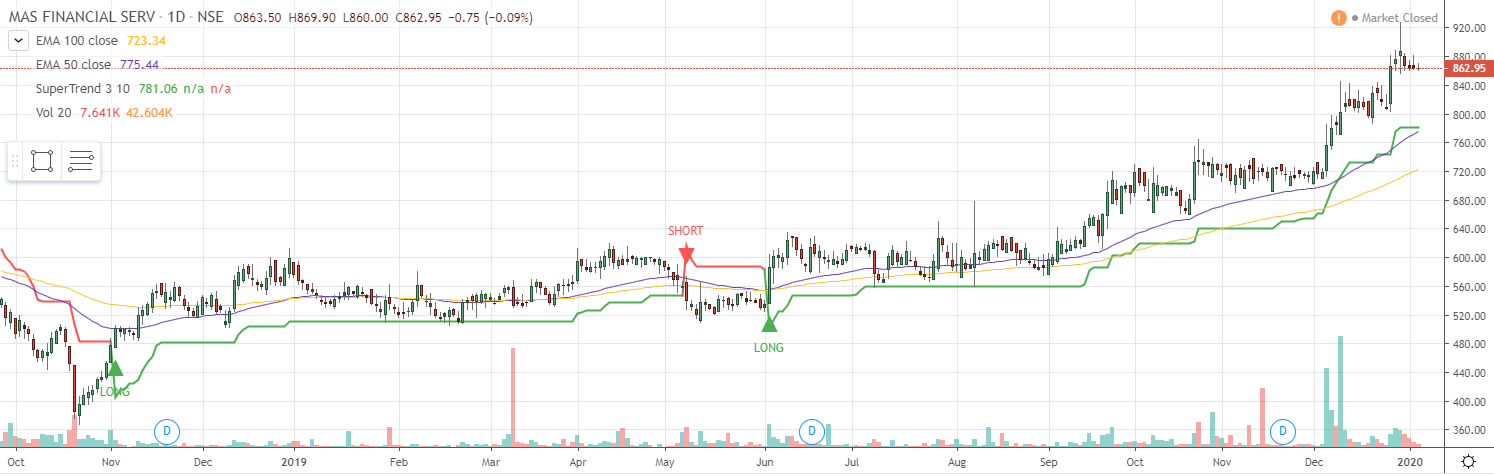 MAS FINANCIAL SERV · 1D · NSE O863.50 H869.90 L860.00 C862.95 −0.75 (−0.09%)
! Market Closed
EMA 100 close 723.34
EMA 50 close 775.44
SuperTrend 3 10 781.06 n/a n/a
Vol 20 7.641K 42.604K
920.00
880.00
862.95
840.00
800.00
760.00
720.00
680.00
640.00
600.00
560.00
520.00
480.00
440.00
400.00
360.00
SHORT
LONG
LONG
D
D
D
Oct Nov Dec 2019 Feb Mar Apr May Jun Jul Aug Sep Oct Nov Dec 2020